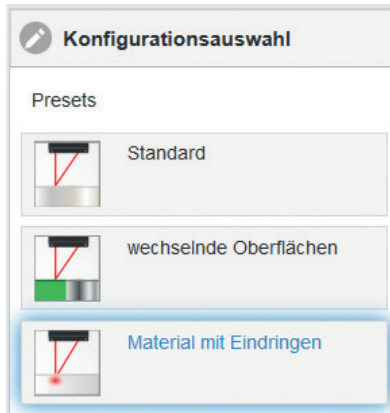 Konfigurationsauswahl
Presets
Standard
wechselnde Oberflächen
Material mit Eindringen